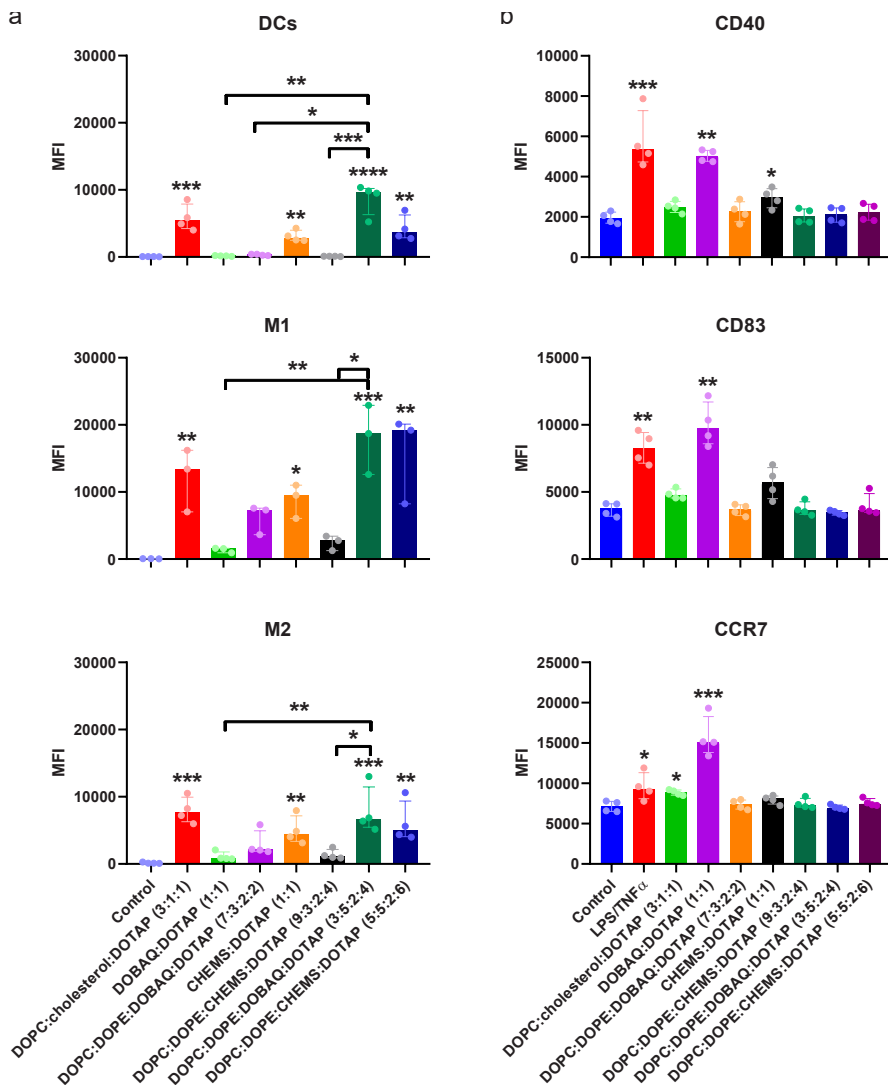 a
DCs
MFI
30000
20000
10000
0
***
**
****
**
**
*
***
M1
MFI
30000
20000
10000
0
**
*
***
**
**
*
M2
MFI
30000
20000
10000
0
***
**
***
**
**
*
Control
DOPC:cholesterol:DOTAP (3:1:1)
DOBAQ:DOTAP (1:1)
DOPC:DOPE:DOBAQ:DOTAP (7:3:2:2)
CHEMS:DOTAP (1:1)
DOPC:DOPE:CHEMS:DOTAP (9:3:2:4)
DOPC:DOPE:DOBAQ:DOTAP (3:5:2:4)
DOPC:DOPE:CHEMS:DOTAP (5:5:2:6)
b
CD40
MFI
10000
8000
6000
4000
2000
0
***
**
*
CD83
MFI
15000
10000
5000
0
**
**
CCR7
MFI
25000
20000
15000
10000
5000
0
*
*
***
Control
LPS/TNFα
DOPC:cholesterol:DOTAP (3:1:1)
DOBAQ:DOTAP (1:1)
DOPC:DOPE:DOBAQ:DOTAP (7:3:2:2)
CHEMS:DOTAP (1:1)
DOPC:DOPE:CHEMS:DOTAP (9:3:2:4)
DOPC:DOPE:DOBAQ:DOTAP (3:5:2:4)
DOPC:DOPE:CHEMS:DOTAP (5:5:2:6)